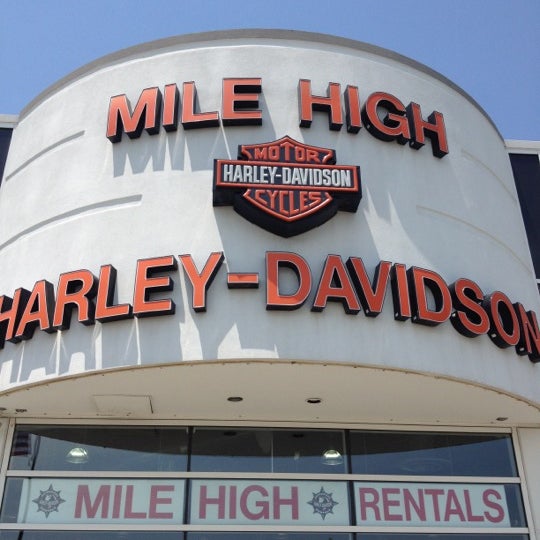 MILE HIGH
MOTOR
HARLEY-DAVIDSON
CYCLES
HARLEY-DAVIDSON
MILE HIGH RENTALS